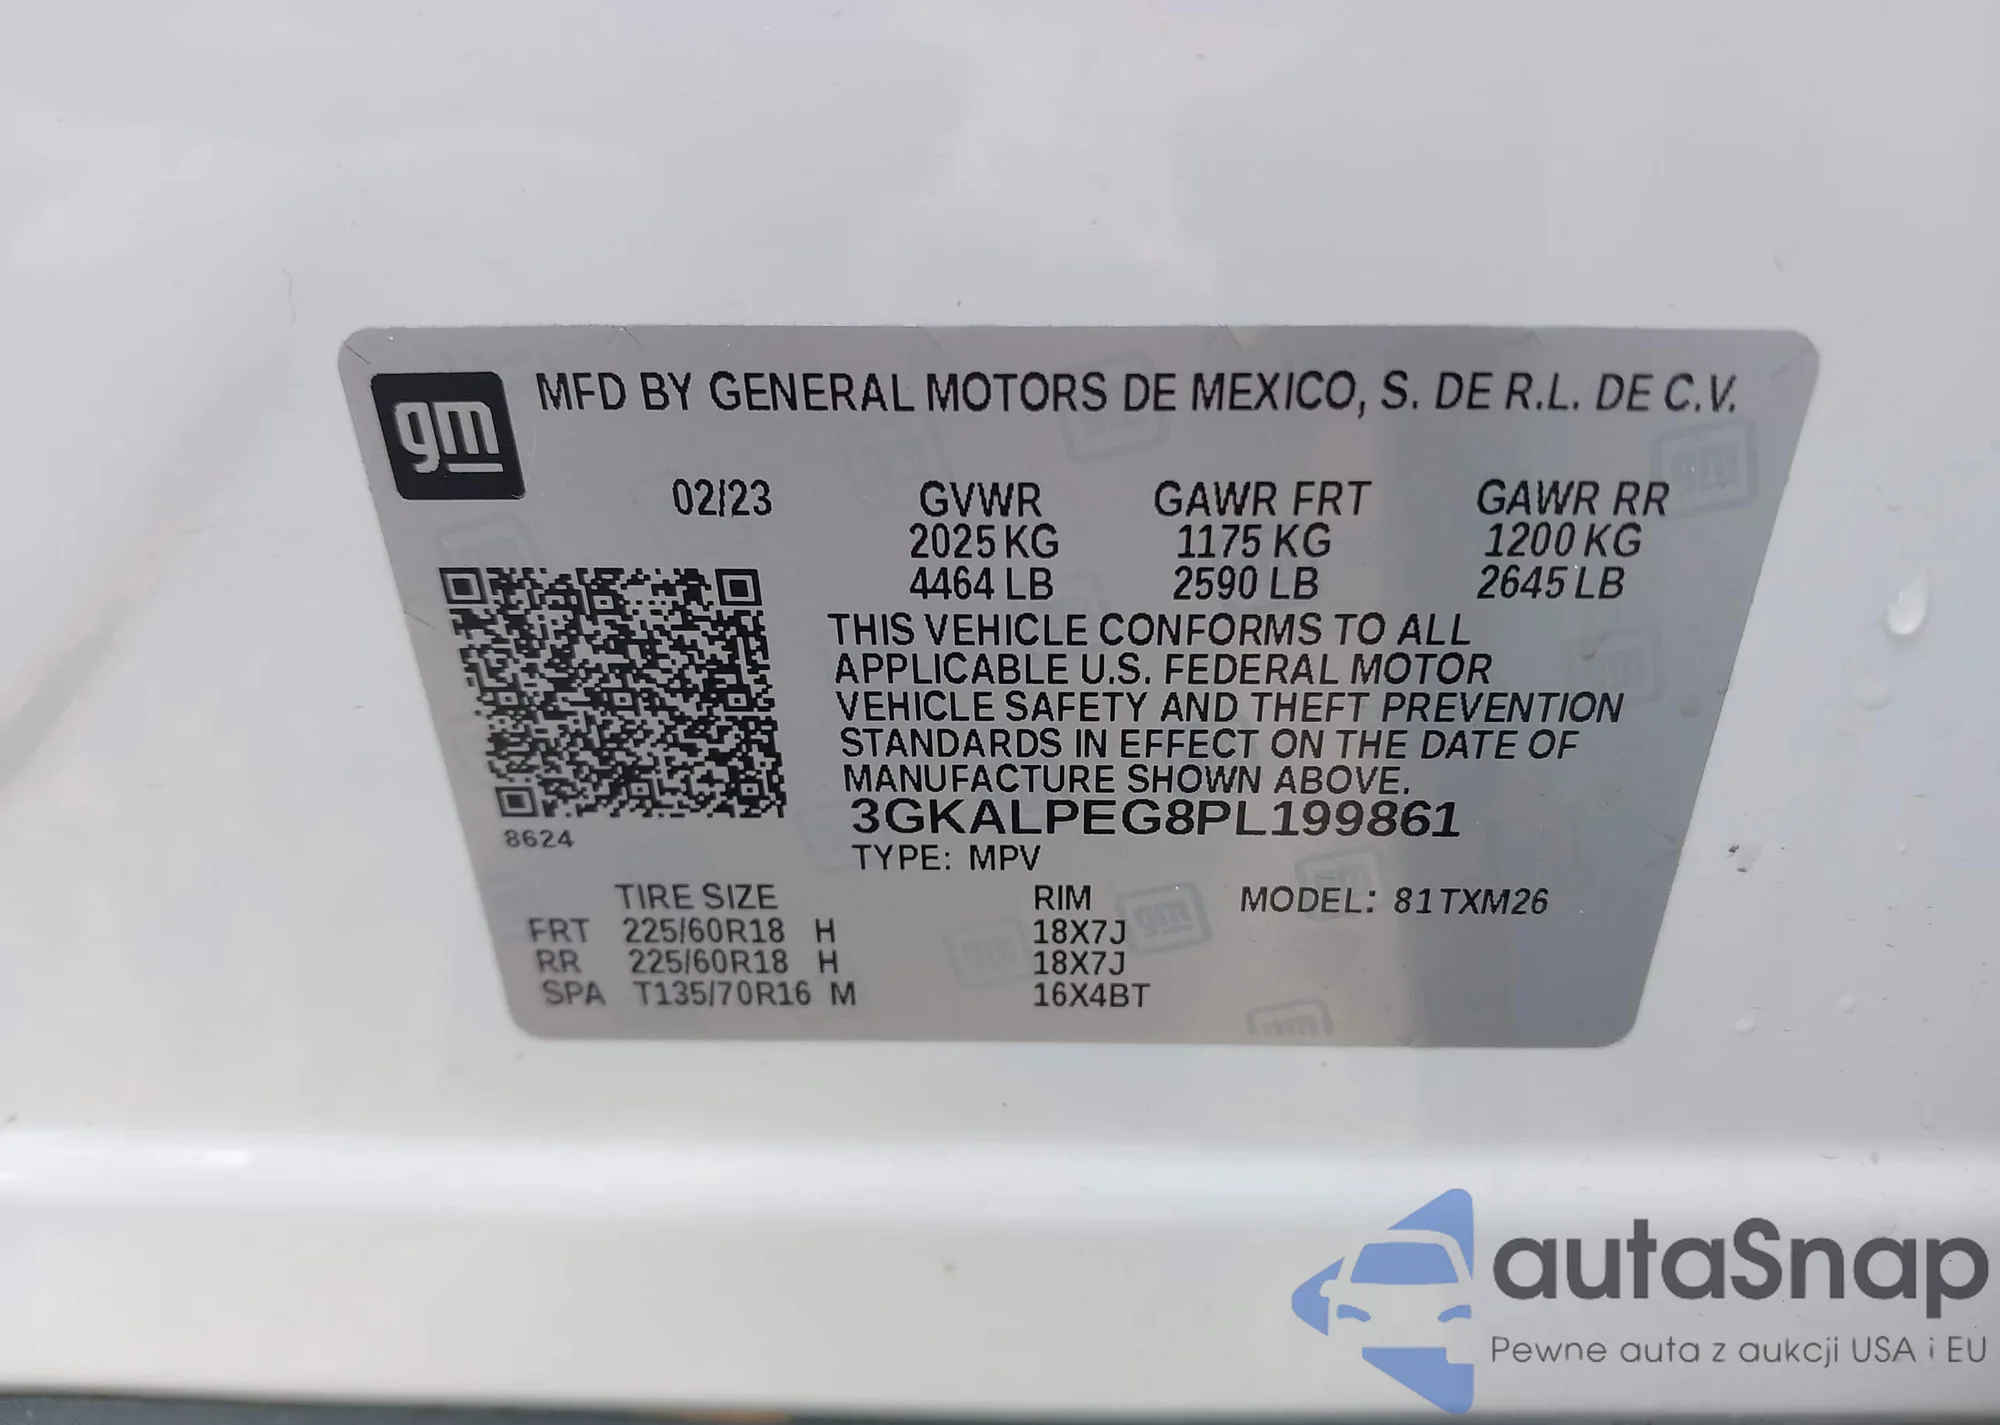 gm
MFD BY GENERAL MOTORS DE MEXICO, S. DE R.L. DE C.V.
02/23 GVWR GAWR FRT GAWR RR
2025 KG 1175 KG 1200 KG
4464 LB 2590 LB 2645 LB
THIS VEHICLE CONFORMS TO ALL
APPLICABLE U.S. FEDERAL MOTOR
VEHICLE SAFETY AND THEFT PREVENTION
STANDARDS IN EFFECT ON THE DATE OF
MANUFACTURE SHOWN ABOVE.
3GKALPEG8PL199861
8624
TYPE: MPV
TIRE SIZE RIM MODEL: 81TXM26
FRT 225/60R18 H 18X7J
RR 225/60R18 H 18X7J
SPA T135/70R16 M 16X4BT
autaSnap
Pewne auta z aukcji USA i EU